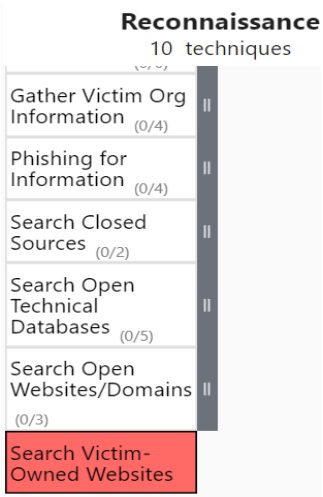 Reconnaissance
10 techniques
Gather Victim Org
Information (0/4)
Phishing for
Information (0/4)
Search Closed
Sources (0/2)
Search Open
Technical
Databases (0/5)
Search Open
Websites/Domains
(0/3)
Search Victim-
Owned Websites